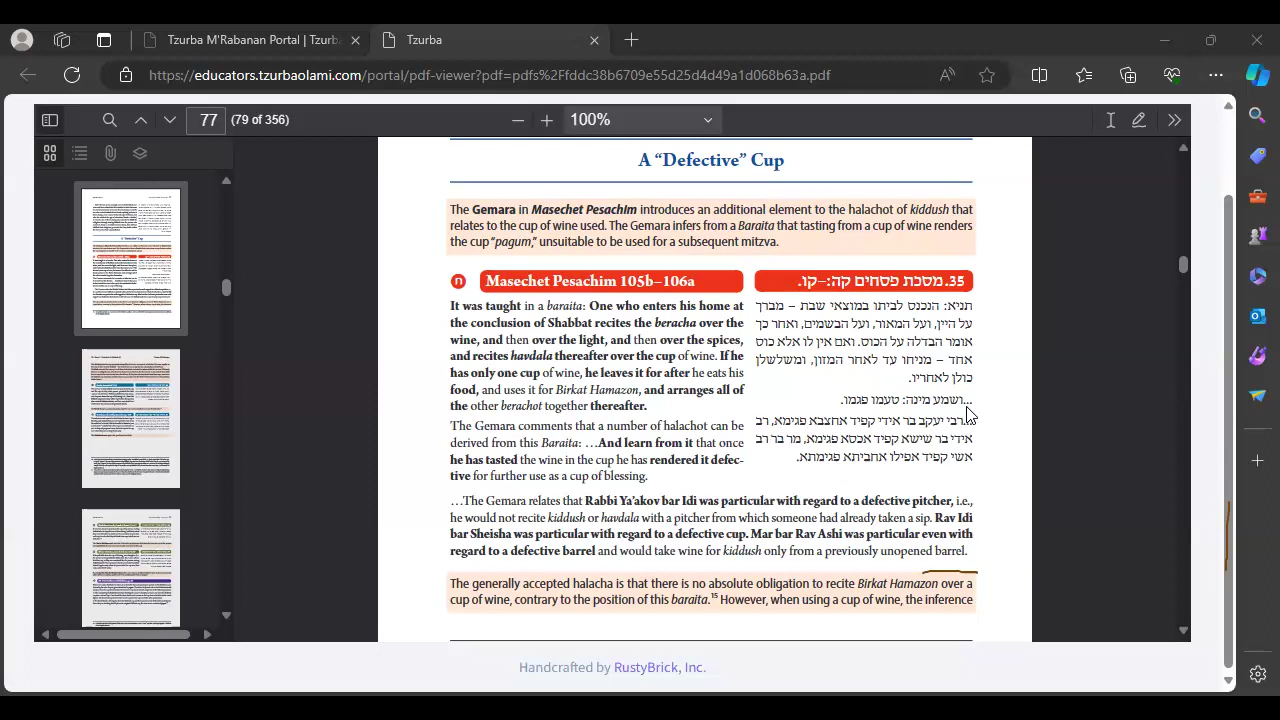 Tzurba M'Rabanan Portal | Tzurb
Tzurba
https://educators.tzurbaolami.com/portal/pdf-viewer?pdf=pdfs%2Ffddc38b6709e55d25d4d49a1d068b63a.pdf
77 (79 of 356) 100%
A “Defective” Cup
The Gemara in Masechet Pesachim introduces an additional element to the halachot of kiddush that
relates to the cup of wine used. The Gemara infers from a Baraita that tasting from a cup of wine renders
the cup “pagum,” unsuitable to be used for a subsequent mitzva.
n Masechet Pesachim 105b–106a
It was taught in a baraita: One who enters his home at
the conclusion of Shabbat recites the beracha over the
wine, and then over the light, and then over the spices,
and recites havdala thereafter over the cup of wine. If he
has only one cup of wine, he leaves it for after he eats his
food, and uses it for Birkat Hamazon, and arranges all of
the other berachot together thereafter.
The Gemara comments that a number of halachot can be
derived from this Baraita: …And learn from it that once
he has tasted the wine in the cup he has rendered it defec-
tive for further use as a cup of blessing.
35. מסכת פסחים קה:–קו.
תניא: הנכנס לביתו במוצאי שבת – מברך
על היין, ועל המאור, ועל הבשמים, ואחר כך
אומר הבדלה על הכוס. ואם אין לו אלא כוס
אחד – מניחו עד לאחר המזון, ומשלשלן
כולן לאחריו.
...ושמע מינה: טעמו פגמו.
...רבי יעקב בר אידי קפיד אחצבא פגימא, רב
אידי בר שישא קפיד אכסא פגימא, מר בר רב
אשי קפיד אפילו אחביתא פגימתא.
…The Gemara relates that Rabbi Ya’akov bar Idi was particular with regard to a defective pitcher, i.e.,
he would not recite kiddush or havdala with a pitcher from which someone had already taken a sip. Rav Idi
bar Sheisha was particular with regard to a defective cup. Mar bar Rav Ashi was particular even with
regard to a defective barrel and would take wine for kiddush only from a previously unopened barrel.
The generally accepted halacha is that there is no absolute obligation to recite Birkat Hamazon over a
cup of wine, contrary to the position of this baraita.15 However, when using a cup of wine, the inference
Handcrafted by RustyBrick, Inc.